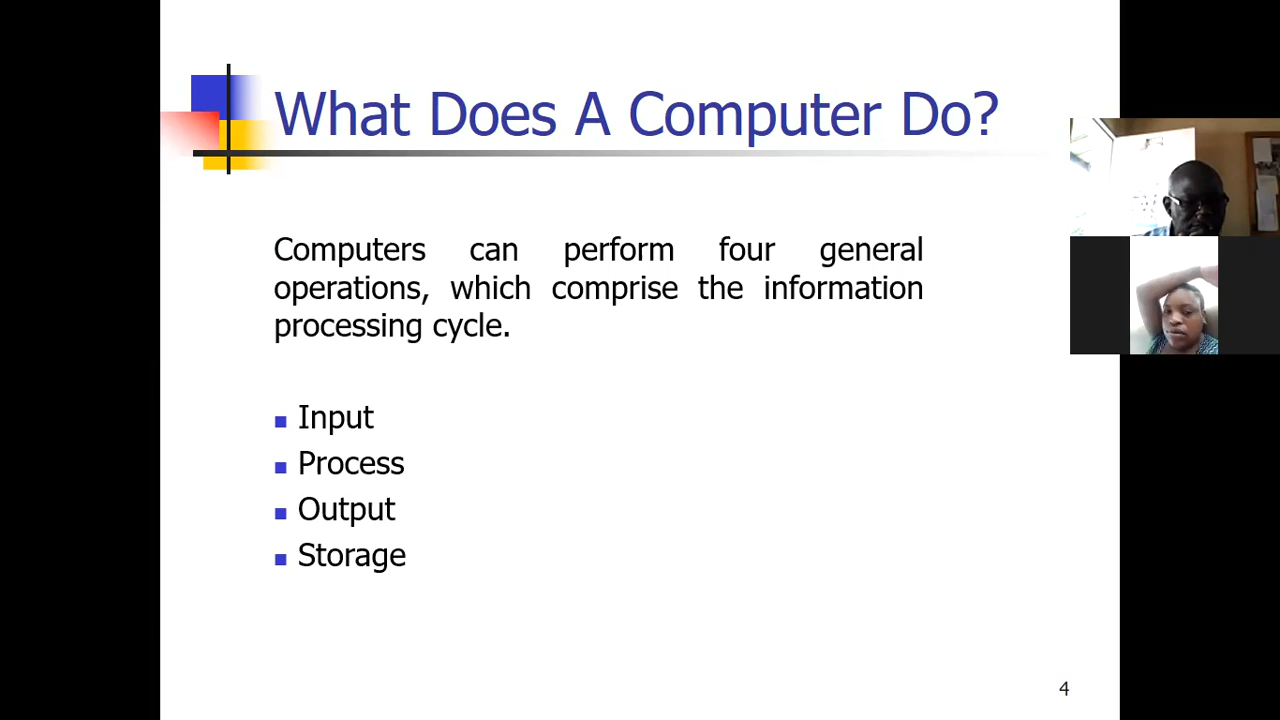 What Does A Computer Do?
Computers can perform four general
operations, which comprise the information
processing cycle.
Input
Process
Output
Storage
4